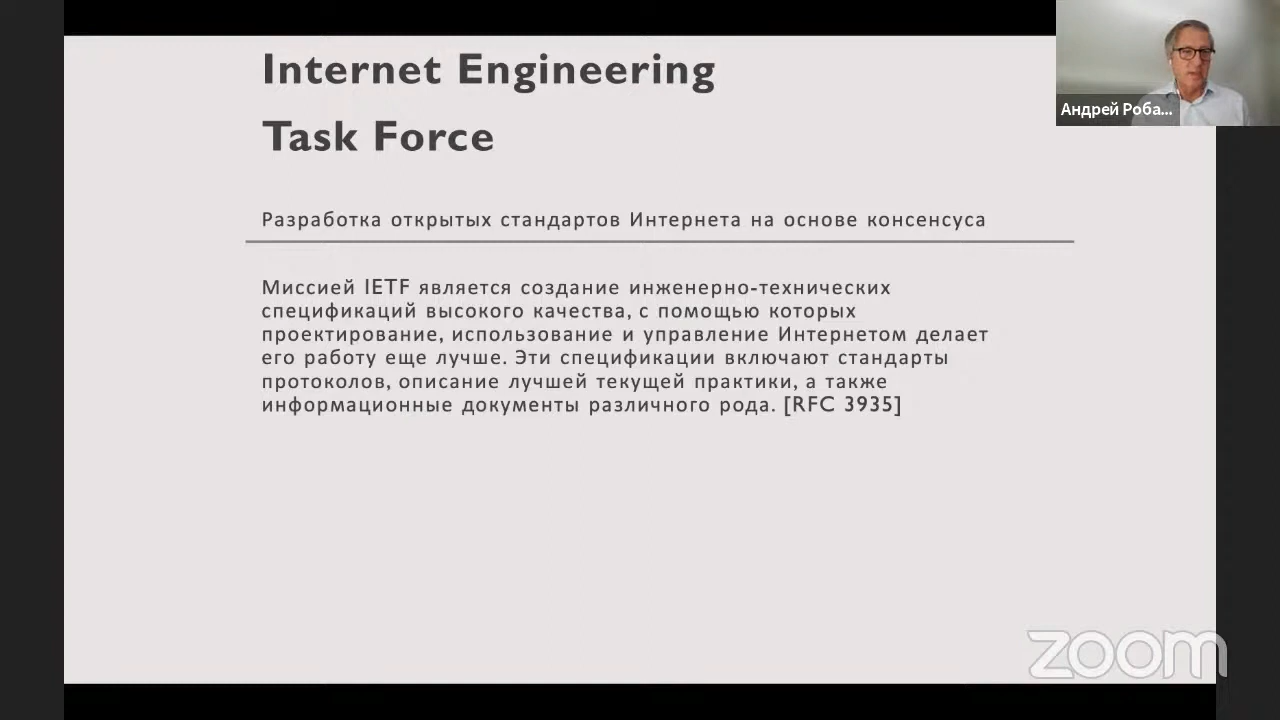 Internet Engineering
Task Force
Андрей Роба...
Разработка открытых стандартов Интернета на основе консенсуса
Миссией IETF является создание инженерно-технических
спецификаций высокого качества, с помощью которых
проектирование, использование и управление Интернетом делает
его работу еще лучше. Эти спецификации включают стандарты
протоколов, описание лучшей текущей практики, а также
информационные документы различного рода. [RFC 3935]
zoom